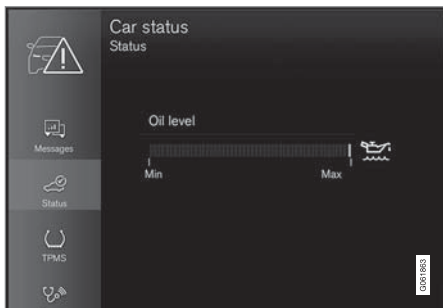 Car status
Status
Oil level
Min Max
Messages
Status
TPMS
G061863